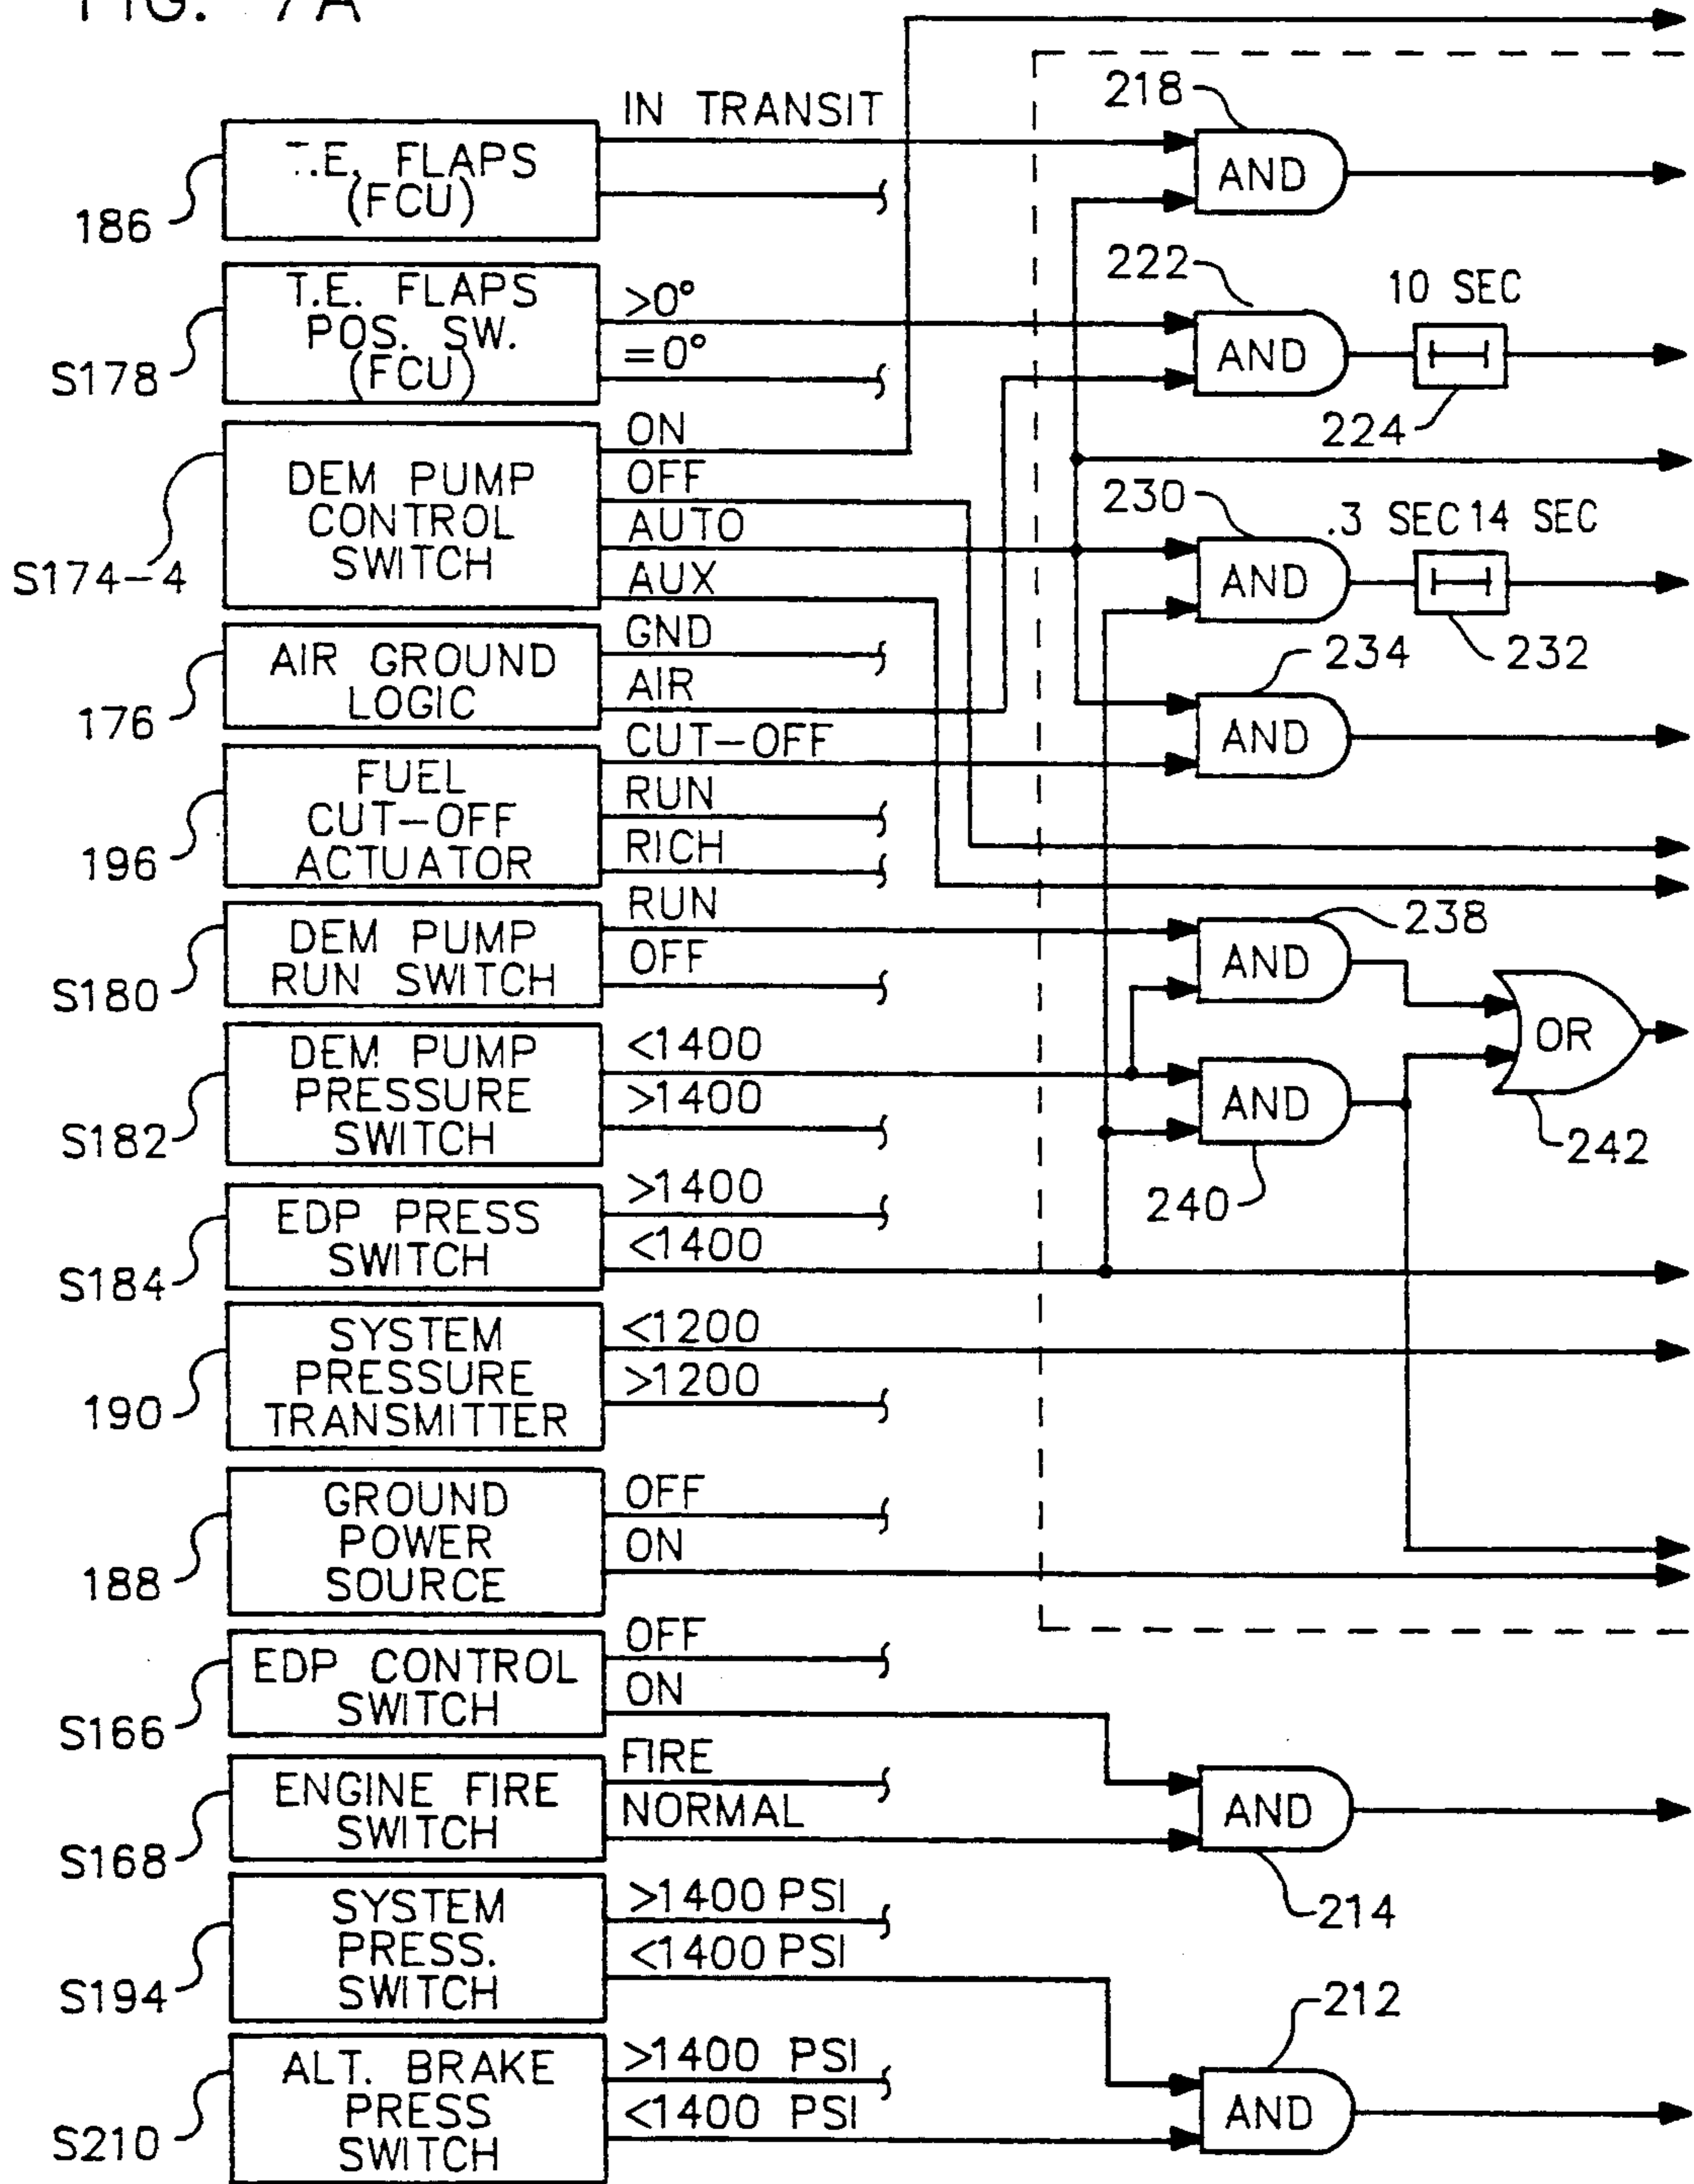 FIG. 7A
IN TRANSIT
T.E. FLAPS
(FCU)
186
218
AND
T.E. FLAPS
POS. SW.
(FCU)
S178
>0°
=0°
222
AND
10 SEC
224
DEM PUMP
CONTROL
SWITCH
S174-4
ON
OFF
AUTO
AUX
230
AND
.3 SEC 14 SEC
232
AIR GROUND
LOGIC
176
GND
AIR
234
AND
FUEL
CUT-OFF
ACTUATOR
196
CUT-OFF
RUN
RICH
DEM PUMP
RUN SWITCH
S180
RUN
OFF
238
AND
OR
242
DEM PUMP
PRESSURE
SWITCH
S182
<1400
>1400
AND
240
EDP PRESS
SWITCH
S184
>1400
<1400
SYSTEM
PRESSURE
TRANSMITTER
190
<1200
>1200
GROUND
POWER
SOURCE
188
OFF
ON
EDP CONTROL
SWITCH
S166
OFF
ON
ENGINE FIRE
SWITCH
S168
FIRE
NORMAL
AND
214
SYSTEM
PRESS.
SWITCH
S194
>1400 PSI
<1400 PSI
212
ALT. BRAKE
PRESS
SWITCH
S210
>1400 PSI
<1400 PSI
AND